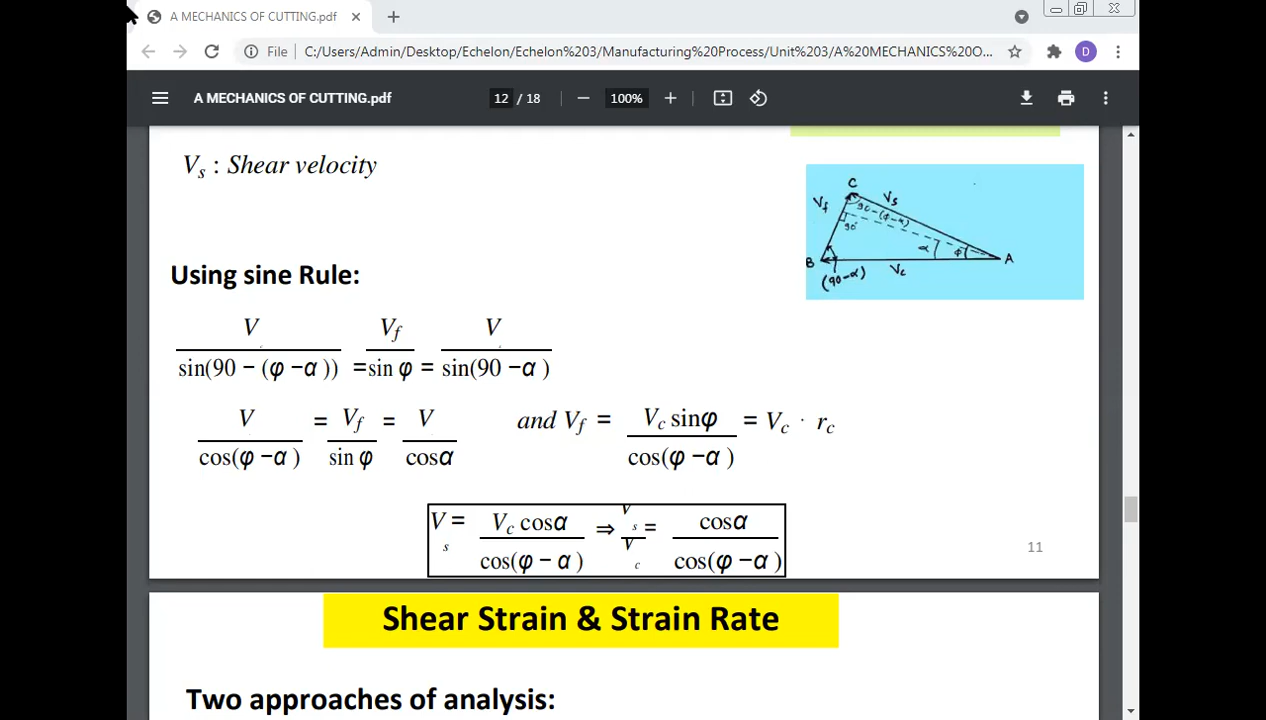 A MECHANICS OF CUTTING.pdf
File C:/Users/Admin/Desktop/Echelon/Echelon%203/Manufacturing%20Process/Unit%203/A%20MECHANICS%20O... D
A MECHANICS OF CUTTING.pdf 12 / 18 100%
Vs : Shear velocity
C
Vf Vs
90-(φ-α)
90°
α φ
B A
(90-α) Vc
Using sine Rule:
V / sin(90 − (φ −α )) = Vf / sin φ = V / sin(90 −α )
V / cos(φ −α ) = Vf / sin φ = V / cosα and Vf = Vc sinφ / cos(φ −α ) = Vc · rc
Vs = Vc cosα / cos(φ − α ) ⇒ Vs / Vc = cosα / cos(φ −α )
11
Shear Strain & Strain Rate
Two approaches of analysis: